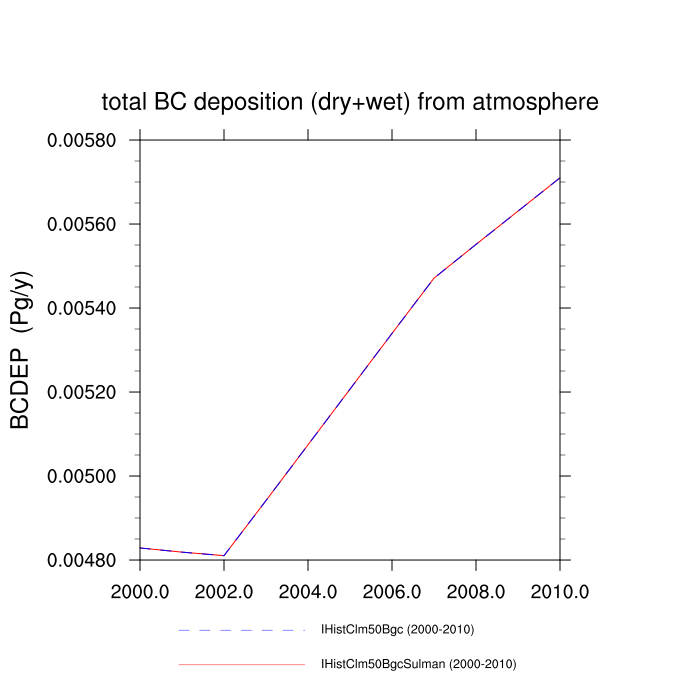 total BC deposition (dry+wet) from atmosphere
BCDEP (Pg/y)
0.00580
0.00560
0.00540
0.00520
0.00500
0.00480
2000.0 2002.0 2004.0 2006.0 2008.0 2010.0
IHistClm50Bgc (2000-2010)
IHistClm50BgcSulman (2000-2010)